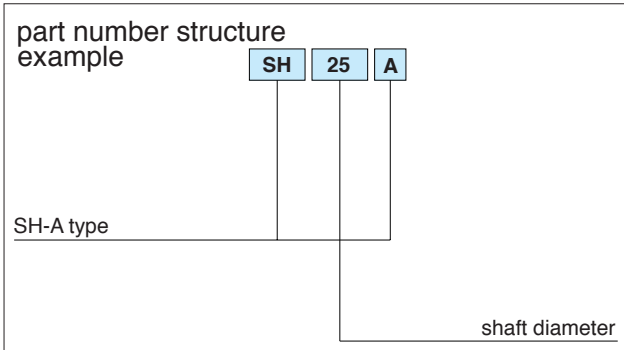 part number structure
example
SH 25 A
SH-A type
shaft diameter